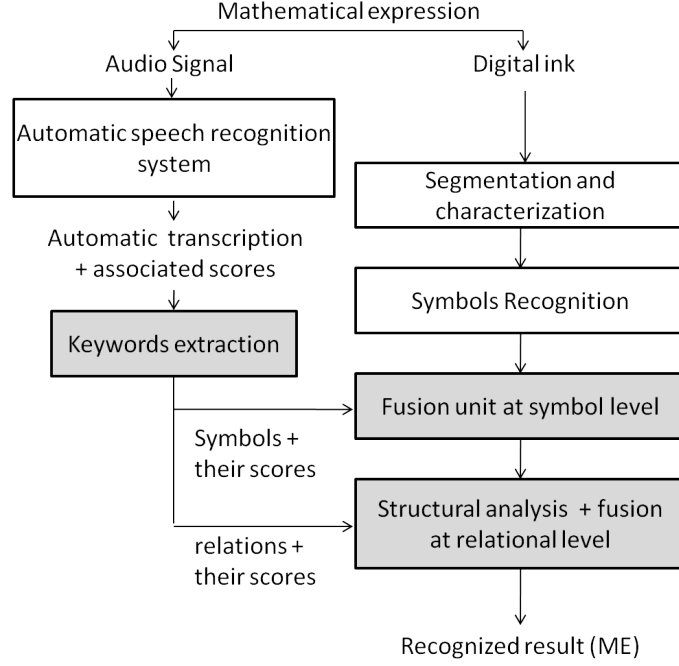 Mathematical expression
Audio Signal
Digital ink
Automatic speech recognition
system
Segmentation and
characterization
Automatic transcription
+ associated scores
Symbols Recognition
Keywords extraction
Fusion unit at symbol level
Symbols +
their scores
Structural analysis + fusion
at relational level
relations +
their scores
Recognized result (ME)